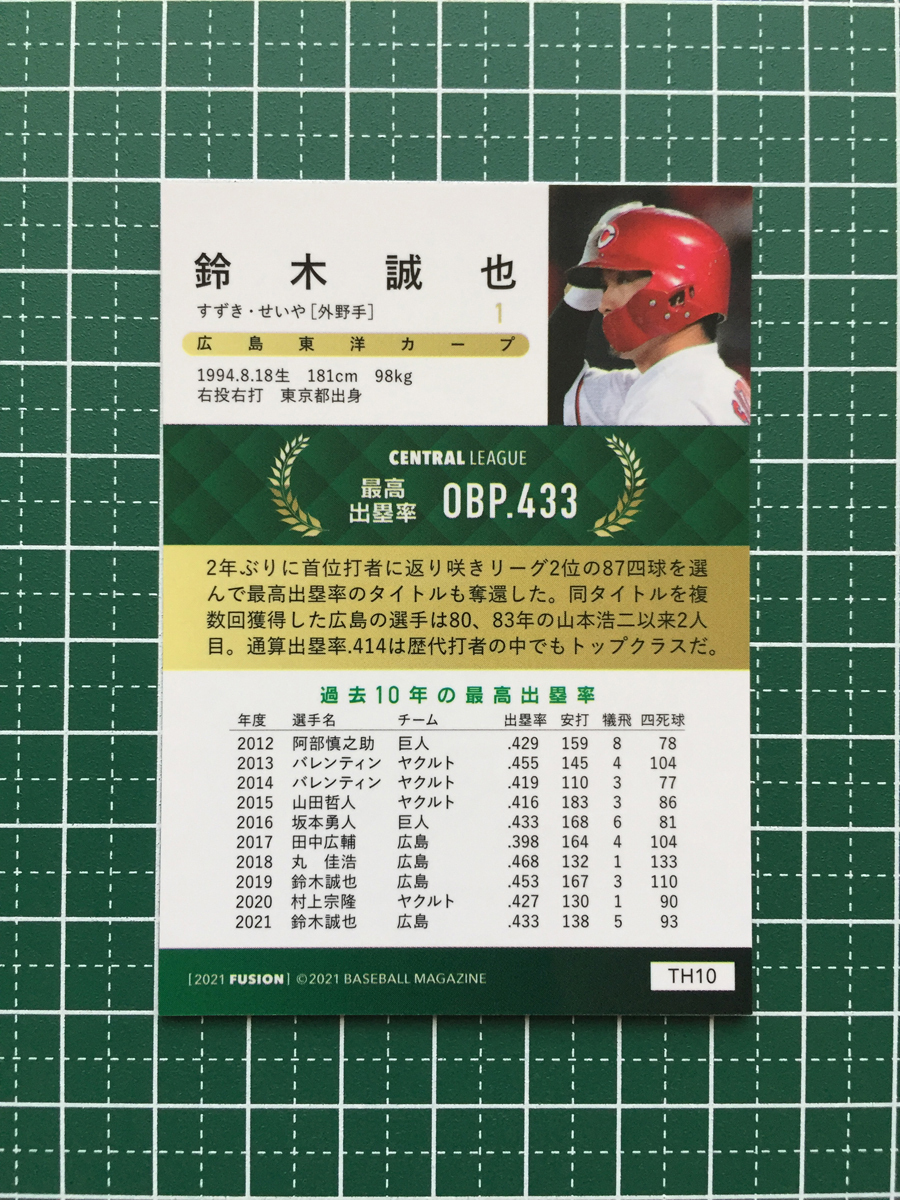 鈴木誠也
すずき・せいや[外野手] 1
広島東洋カープ
1994.8.18生 181cm 98kg
右投右打 東京都出身
C
CENTRAL LEAGUE
最高
出塁率 OBP.433
2年ぶりに首位打者に返り咲きリーグ2位の87四球を選
んで最高出塁率のタイトルも奪還した。同タイトルを複
数回獲得した広島の選手は80、83年の山本浩二以来2人
目。通算出塁率.414は歴代打者の中でもトップクラスだ。
過去10年の最高出塁率
年度 選手名 チーム 出塁率 安打 犠飛 四死球
2012 阿部慎之助 巨人 .429 159 8 78
2013 バレンティン ヤクルト .455 145 4 104
2014 バレンティン ヤクルト .419 110 3 77
2015 山田哲人 ヤクルト .416 183 3 86
2016 坂本勇人 巨人 .433 168 6 81
2017 田中広輔 広島 .398 164 4 104
2018 丸 佳浩 広島 .468 132 1 133
2019 鈴木誠也 広島 .453 167 3 110
2020 村上宗隆 ヤクルト .427 130 1 90
2021 鈴木誠也 広島 .433 138 5 93
[2021 FUSION] ©2021 BASEBALL MAGAZINE TH10